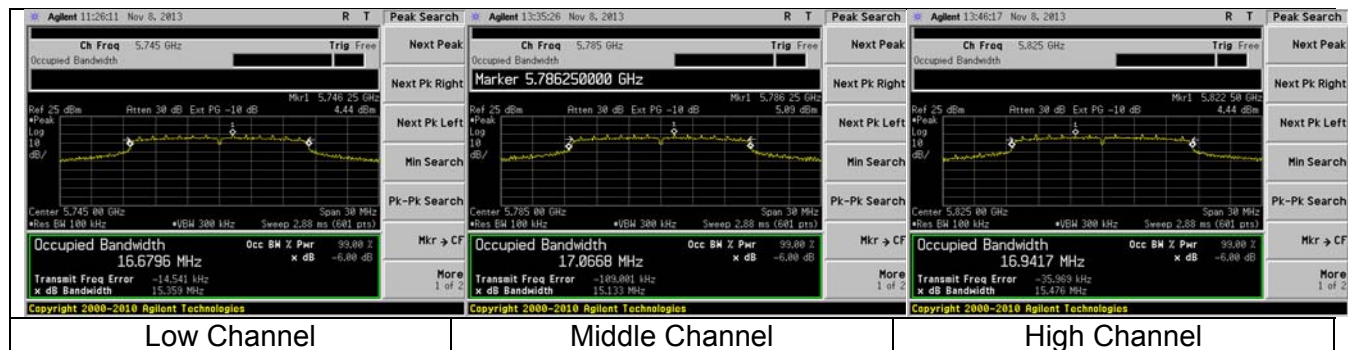 Agilent 11:26:11 Nov 8, 2013 R T
Peak Search
Ch Freq 5.745 GHz Trig Free
Occupied Bandwidth
Next Peak
Next Pk Right
Mkr1 5.746 25 GHz
Ref 25 dBm Atten 30 dB Ext PG -10 dB 4.44 dBm
•Peak
Log
10
dB/
1
Next Pk Left
Min Search
Pk-Pk Search
Center 5.745 00 GHz Span 30 MHz
•Res BW 100 kHz •VBW 300 kHz Sweep 2.88 ms (601 pts)
Occupied Bandwidth Occ BW % Pwr 99.00 %
16.6796 MHz x dB -6.00 dB
Transmit Freq Error -14.541 kHz
x dB Bandwidth 15.359 MHz
Mkr → CF
More
1 of 2
Copyright 2000-2010 Agilent Technologies
Low Channel
Agilent 13:35:26 Nov 8, 2013 R T
Peak Search
Ch Freq 5.785 GHz Trig Free
Occupied Bandwidth
Next Peak
Marker 5.786250000 GHz
Next Pk Right
Mkr1 5.786 25 GHz
Ref 25 dBm Atten 30 dB Ext PG -10 dB 5.09 dBm
•Peak
Log
10
dB/
1
Next Pk Left
Min Search
Pk-Pk Search
Center 5.785 00 GHz Span 30 MHz
•Res BW 100 kHz •VBW 300 kHz Sweep 2.88 ms (601 pts)
Occupied Bandwidth Occ BW % Pwr 99.00 %
17.0668 MHz x dB -6.00 dB
Transmit Freq Error -109.001 kHz
x dB Bandwidth 15.133 MHz
Mkr → CF
More
1 of 2
Copyright 2000-2010 Agilent Technologies
Middle Channel
Agilent 13:46:17 Nov 8, 2013 R T
Peak Search
Ch Freq 5.825 GHz Trig Free
Occupied Bandwidth
Next Peak
Next Pk Right
Mkr1 5.822 50 GHz
Ref 25 dBm Atten 30 dB Ext PG -10 dB 4.44 dBm
•Peak
Log
10
dB/
1
Next Pk Left
Min Search
Pk-Pk Search
Center 5.825 00 GHz Span 30 MHz
•Res BW 100 kHz •VBW 300 kHz Sweep 2.88 ms (601 pts)
Occupied Bandwidth Occ BW % Pwr 99.00 %
16.9417 MHz x dB -6.00 dB
Transmit Freq Error -35.969 kHz
x dB Bandwidth 15.476 MHz
Mkr → CF
More
1 of 2
Copyright 2000-2010 Agilent Technologies
High Channel